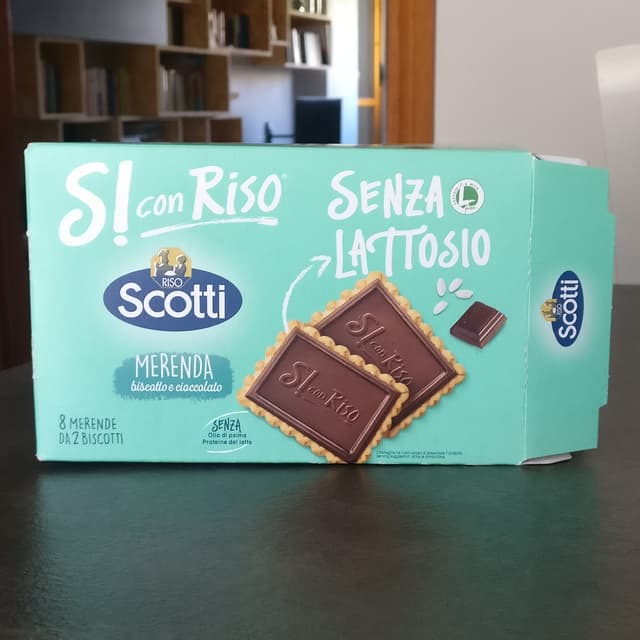 S! con Riso
SENZA
LATTOSIO
RISO
Scotti
MERENDA
biscotto e cioccolato
8 MERENDE
DA 2 BISCOTTI
SENZA
Olio di palma
Proteine del latte
S! con Riso
S! con Riso
RISO
Scotti